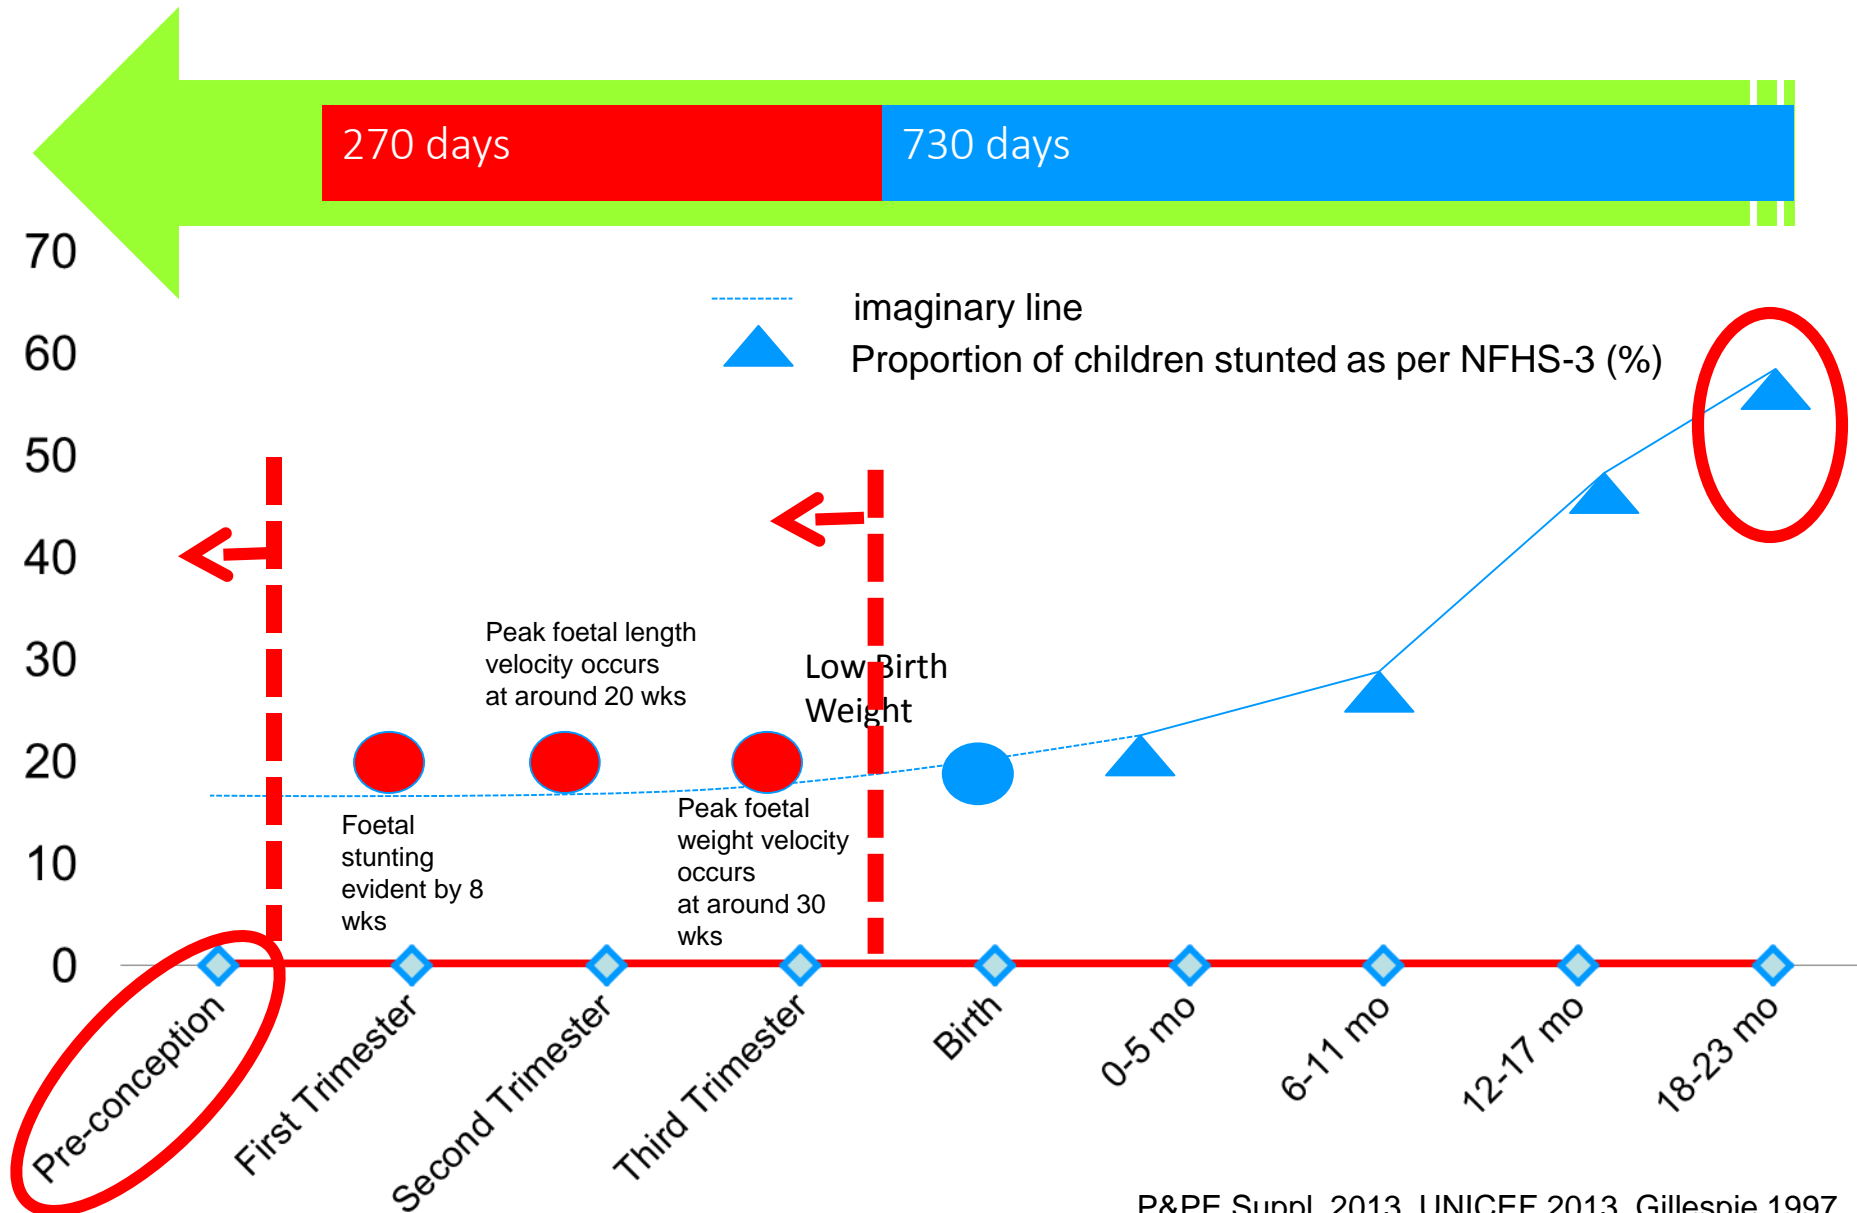 270 days
730 days
70
60
50
40
30
20
10
0
imaginary line
Proportion of children stunted as per NFHS-3 (%)
Peak foetal length
velocity occurs
at around 20 wks
Low Birth
Weight
Foetal
stunting
evident by 8
wks
Peak foetal
weight velocity
occurs
at around 30
wks
Pre-conception
First Trimester
Second Trimester
Third Trimester
Birth
0-5 mo
6-11 mo
12-17 mo
18-23 mo
P&PE Suppl. 2013, UNICEF 2013, Gillespie 1997